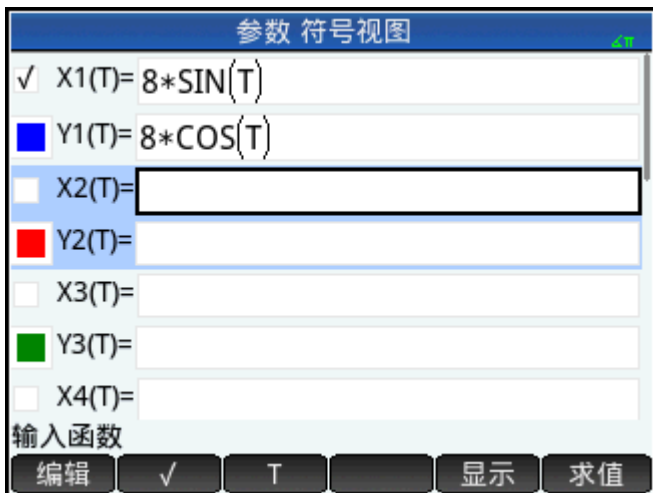 参数 符号视图
∡π
√ X1(T)= 8*SIN(T)
Y1(T)= 8*COS(T)
X2(T)=
Y2(T)=
X3(T)=
Y3(T)=
X4(T)=
输入函数
编辑 √ T 显示 求值